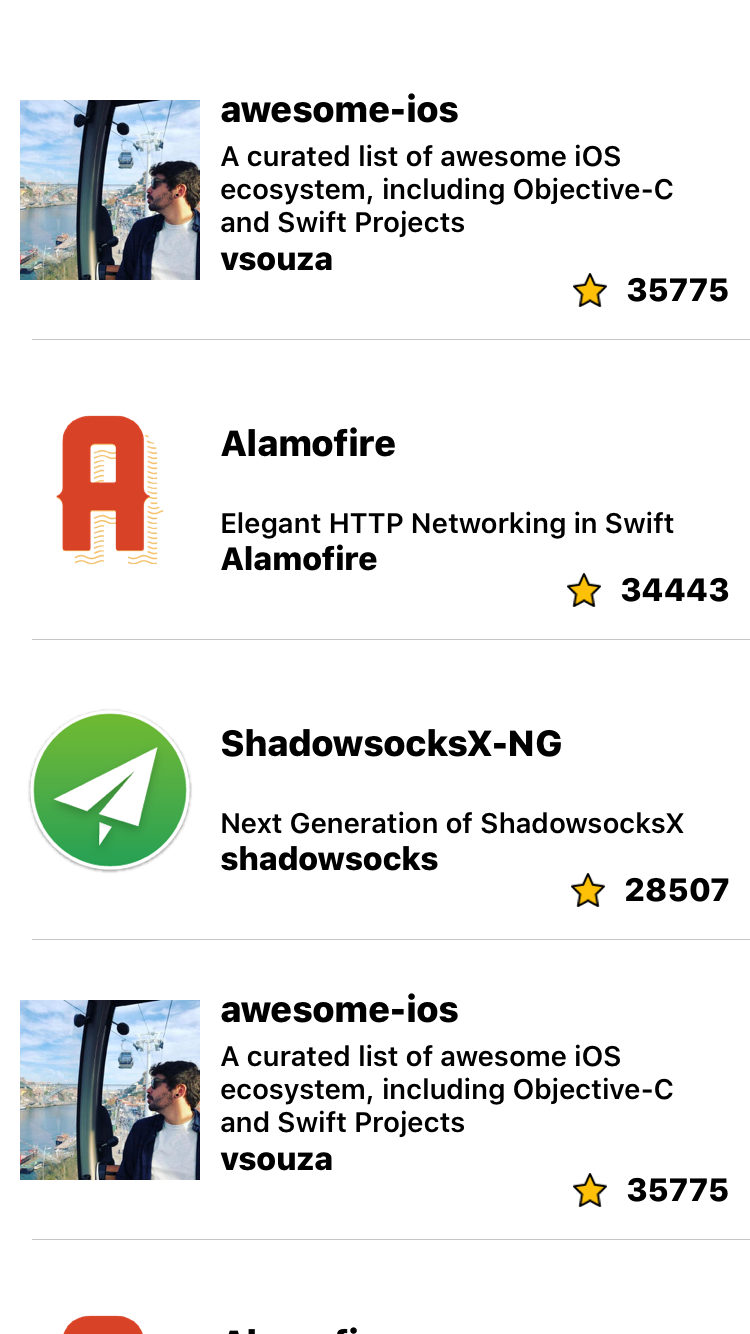 awesome-ios
A curated list of awesome iOS
ecosystem, including Objective-C
and Swift Projects
vsouza
35775
Alamofire
Elegant HTTP Networking in Swift
Alamofire
34443
ShadowsocksX-NG
Next Generation of ShadowsocksX
shadowsocks
28507
awesome-ios
A curated list of awesome iOS
ecosystem, including Objective-C
and Swift Projects
vsouza
35775